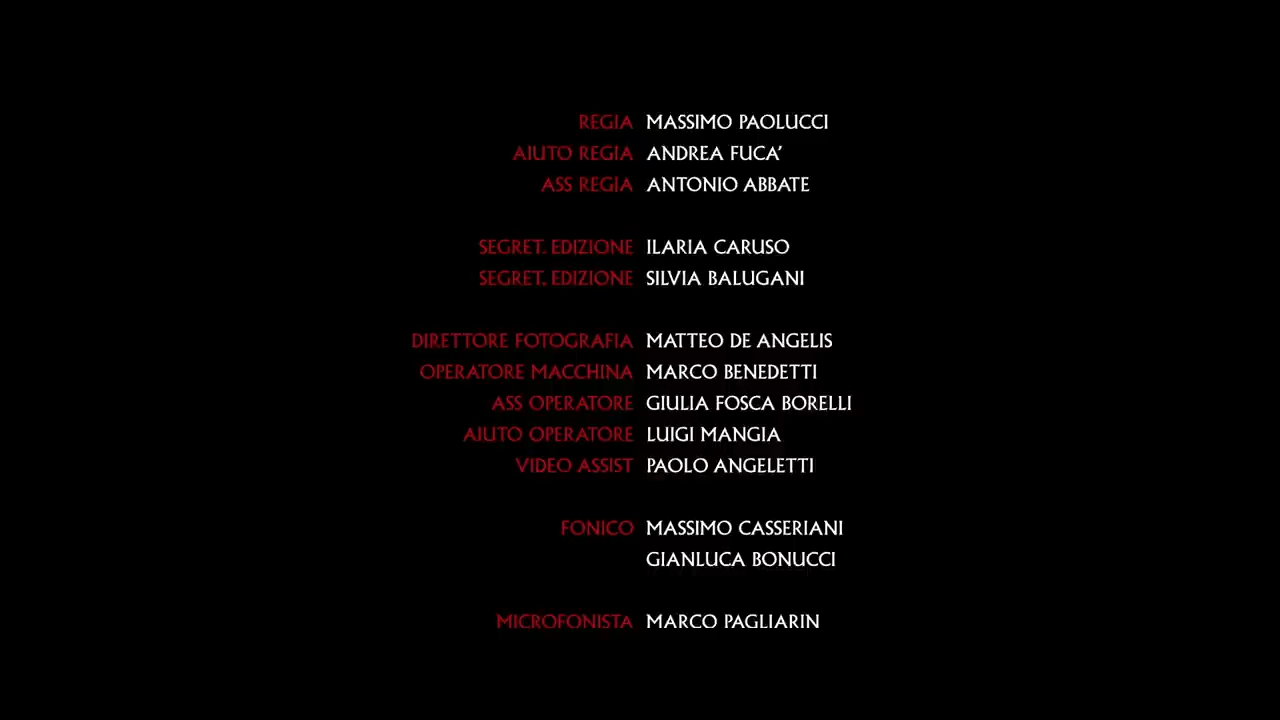 REGIA MASSIMO PAOLUCCI
AIUTO REGIA ANDREA FUCA'
ASS REGIA ANTONIO ABBATE
SEGRET. EDIZIONE ILARIA CARUSO
SEGRET. EDIZIONE SILVIA BALUGANI
DIRETTORE FOTOGRAFIA MATTEO DE ANGELIS
OPERATORE MACCHINA MARCO BENEDETTI
ASS OPERATORE GIULIA FOSCA BORELLI
AIUTO OPERATORE LUIGI MANGIA
VIDEO ASSIST PAOLO ANGELETTI
FONICO MASSIMO CASSERIANI
GIANLUCA BONUCCI
MICROFONISTA MARCO PAGLIARIN